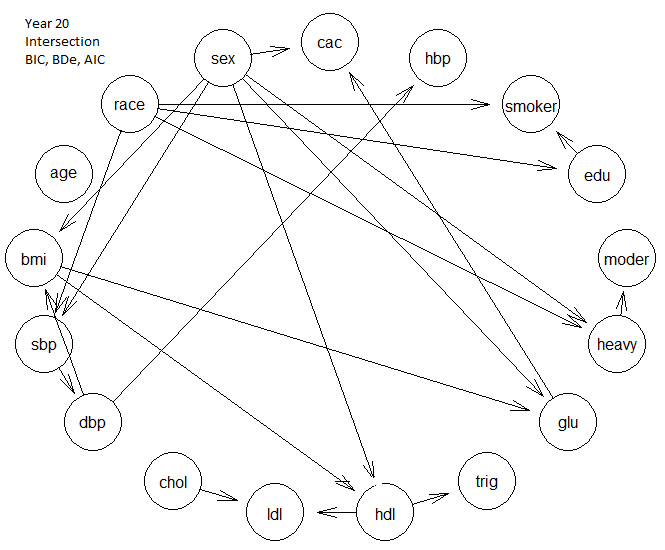 Year 20
Intersection
BIC, BDe, AIC
cac
sex
hbp
race
smoker
age
edu
bmi
moder
sbp
heavy
dbp
glu
chol
trig
ldl
hdl